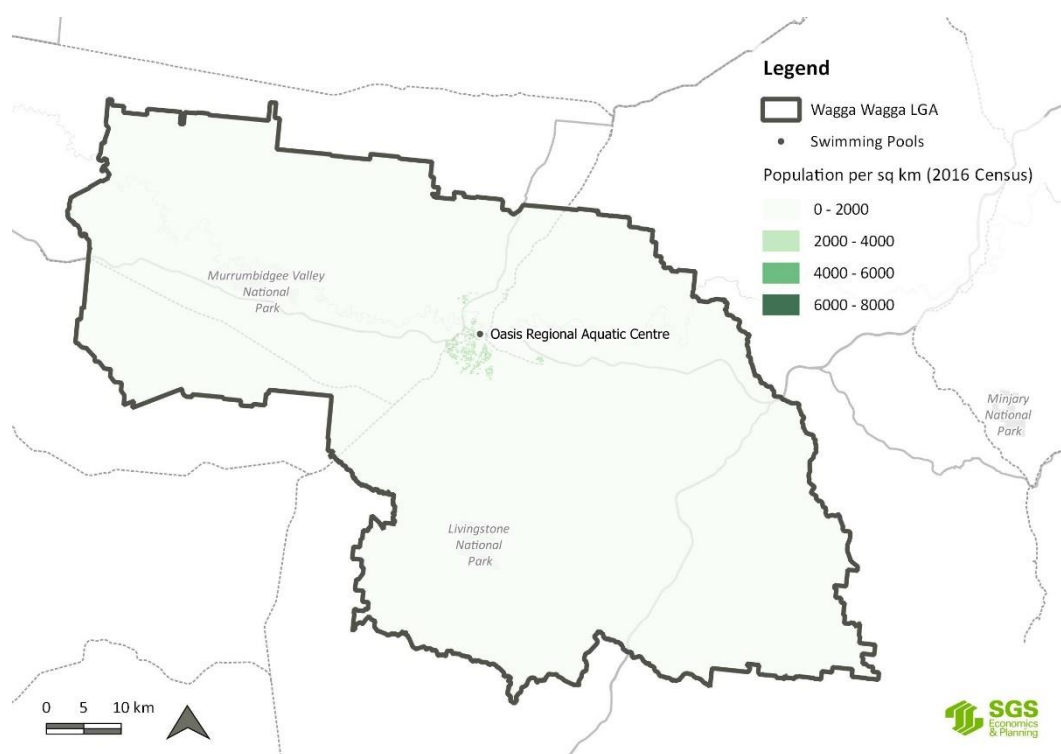 Legend
Wagga Wagga LGA
Swimming Pools
Population per sq km (2016 Census)
0 - 2000
2000 - 4000
4000 - 6000
6000 - 8000
Murrumbidgee Valley
National
Park
Oasis Regional Aquatic Centre
Minjary
National
Park
Livingstone
National
Park
0 5 10 km
SGS
Economics
& Planning